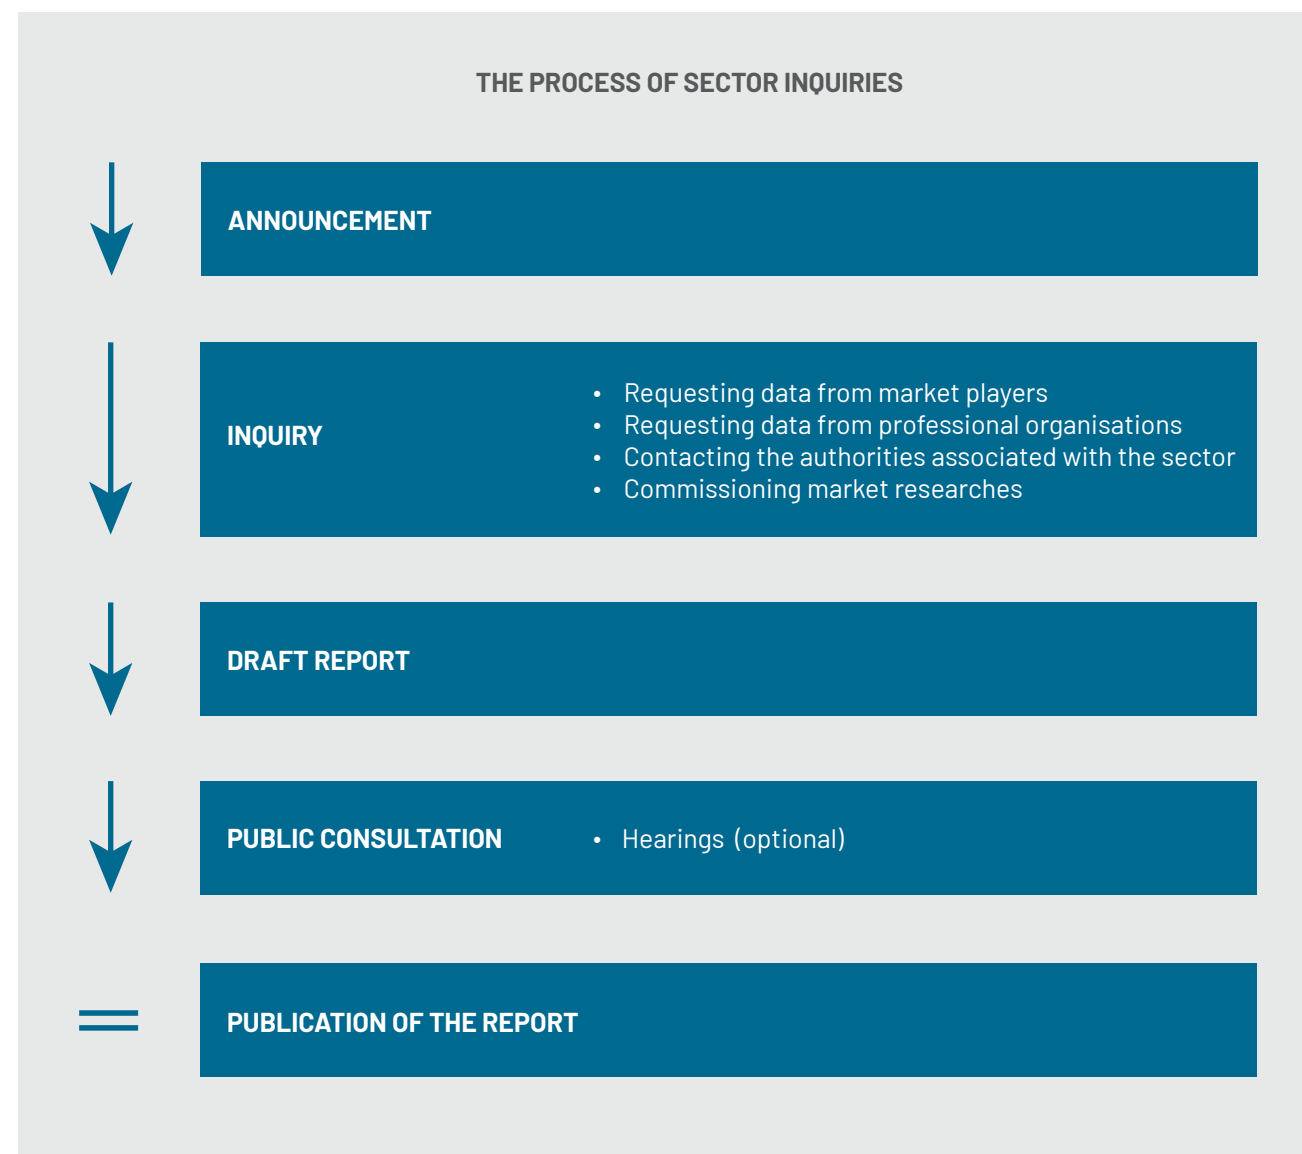 THE PROCESS OF SECTOR INQUIRIES
ANNOUNCEMENT
INQUIRY
• Requesting data from market players
• Requesting data from professional organisations
• Contacting the authorities associated with the sector
• Commissioning market researches
DRAFT REPORT
PUBLIC CONSULTATION
• Hearings (optional)
PUBLICATION OF THE REPORT